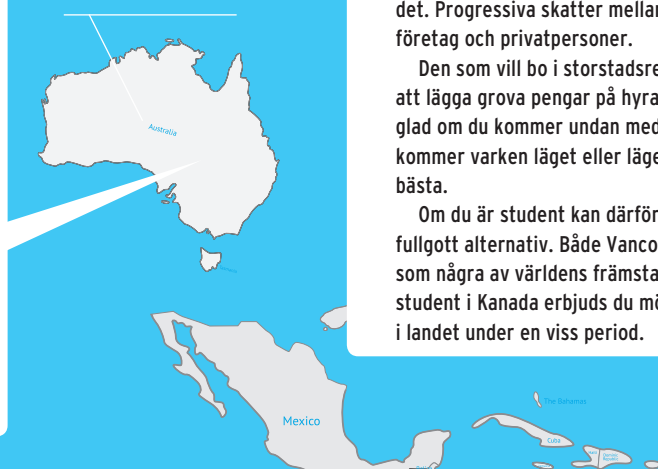 det. Progressiva skatter mellan
företag och privatpersoner.
Den som vill bo i storstadsre
att lägga grova pengar på hyra
glad om du kommer undan med
kommer varken läget eller läge
bästa.
Om du är student kan därför
fullgott alternativ. Både Vanco
som några av världens främsta
student i Kanada erbjuds du mö
i landet under en viss period.
Australia
Mexico
The Bahamas
Cuba